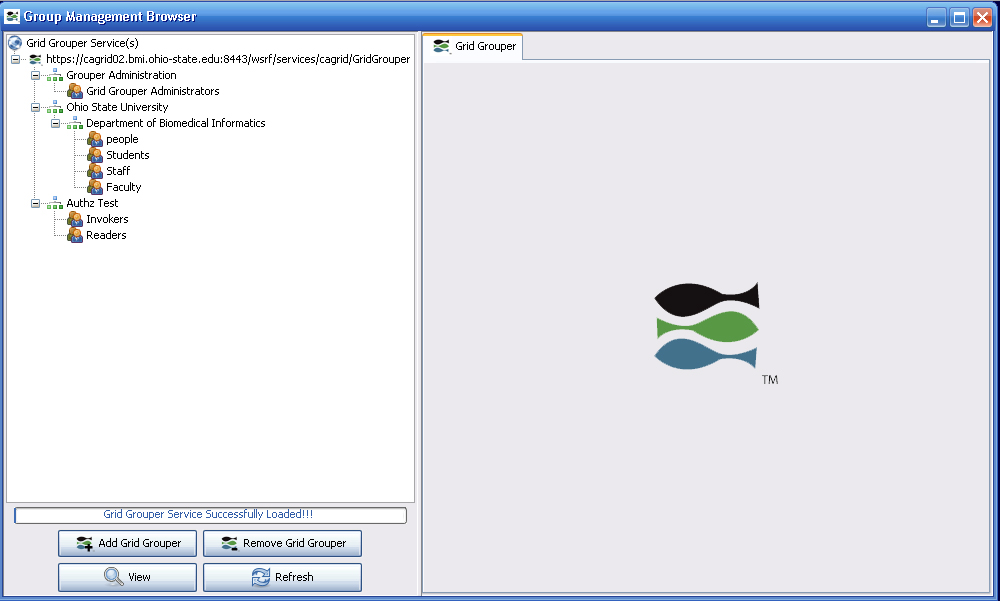 Group Management Browser
Grid Grouper Service(s)
https://cagrid02.bmi.ohio-state.edu:8443/wsrf/services/cagrid/GridGrouper
Grouper Administration
Grid Grouper Administrators
Ohio State University
Department of Biomedical Informatics
people
Students
Staff
Faculty
Authz Test
Invokers
Readers
Grid Grouper Service Successfully Loaded!!!
Add Grid Grouper
Remove Grid Grouper
View
Refresh
Grid Grouper
TM